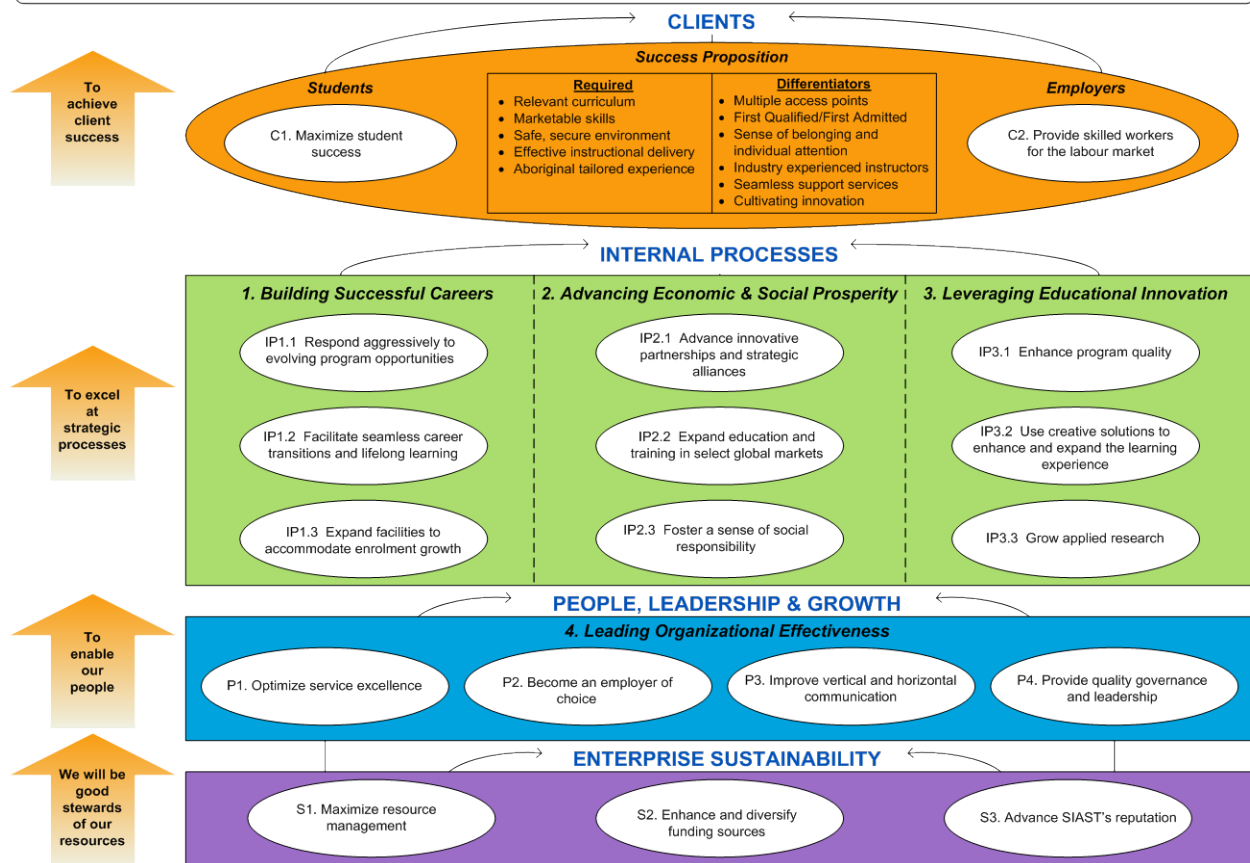 CLIENTS
To
achieve
client
success
Success Proposition
Students
C1. Maximize student
success
Required
• Relevant curriculum
• Marketable skills
• Safe, secure environment
• Effective instructional delivery
• Aboriginal tailored experience
Differentiators
• Multiple access points
• First Qualified/First Admitted
• Sense of belonging and
individual attention
• Industry experienced instructors
• Seamless support services
• Cultivating innovation
Employers
C2. Provide skilled workers
for the labour market
INTERNAL PROCESSES
To excel
at
strategic
processes
1. Building Successful Careers
IP1.1 Respond aggressively to
evolving program opportunities
IP1.2 Facilitate seamless career
transitions and lifelong learning
IP1.3 Expand facilities to
accommodate enrolment growth
2. Advancing Economic & Social Prosperity
IP2.1 Advance innovative
partnerships and strategic
alliances
IP2.2 Expand education and
training in select global markets
IP2.3 Foster a sense of social
responsibility
3. Leveraging Educational Innovation
IP3.1 Enhance program quality
IP3.2 Use creative solutions to
enhance and expand the learning
experience
IP3.3 Grow applied research
PEOPLE, LEADERSHIP & GROWTH
To
enable
our
people
4. Leading Organizational Effectiveness
P1. Optimize service excellence
P2. Become an employer of
choice
P3. Improve vertical and horizontal
communication
P4. Provide quality governance
and leadership
ENTERPRISE SUSTAINABILITY
We will be
good
stewards
of our
resources
S1. Maximize resource
management
S2. Enhance and diversify
funding sources
S3. Advance SIAST's reputation